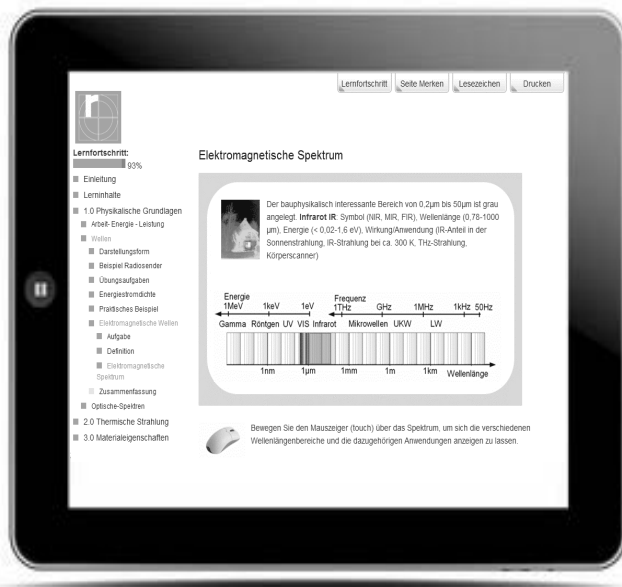 Lernfortschritt Seite Merken Lesezeichen Drucken
r
Lernfortschritt:
93%
Einleitung
Lerninhalte
1.0 Physikalische Grundlagen
Arbeit- Energie - Leistung
Wellen
Darstellungsform
Beispiel Radiosender
Übungsaufgaben
Energiestromdichte
Praktisches Beispiel
Elektromagnetische Wellen
Aufgabe
Definition
Elektromagnetische
Spektrum
Zusammenfassung
Optische-Spektren
2.0 Thermische Strahlung
3.0 Materialeigenschaften
Elektromagnetische Spektrum
Der bauphysikalisch interessante Bereich von 0,2µm bis 50µm ist grau
angelegt. Infrarot IR: Symbol (NIR, MIR, FIR), Wellenlänge (0,78-1000
µm), Energie (< 0,02-1.6 eV), Wirkung/Anwendung (IR-Anteil in der
Sonnenstrahlung, IR-Strahlung bei ca. 300 K, THz-Strahlung,
Körperscanner)
Energie Frequenz
1MeV 1keV 1eV 1THz GHz 1MHz 1kHz 50Hz
Gamma Röntgen UV VIS Infrarot Mikrowellen UKW LW
1nm 1µm 1mm 1m 1km Wellenlänge
Bewegen Sie den Mauszeiger (touch) über das Spektrum, um sich die verschiedenen
Wellenlängenbereiche und die dazugehörigen Anwendungen anzeigen zu lassen.